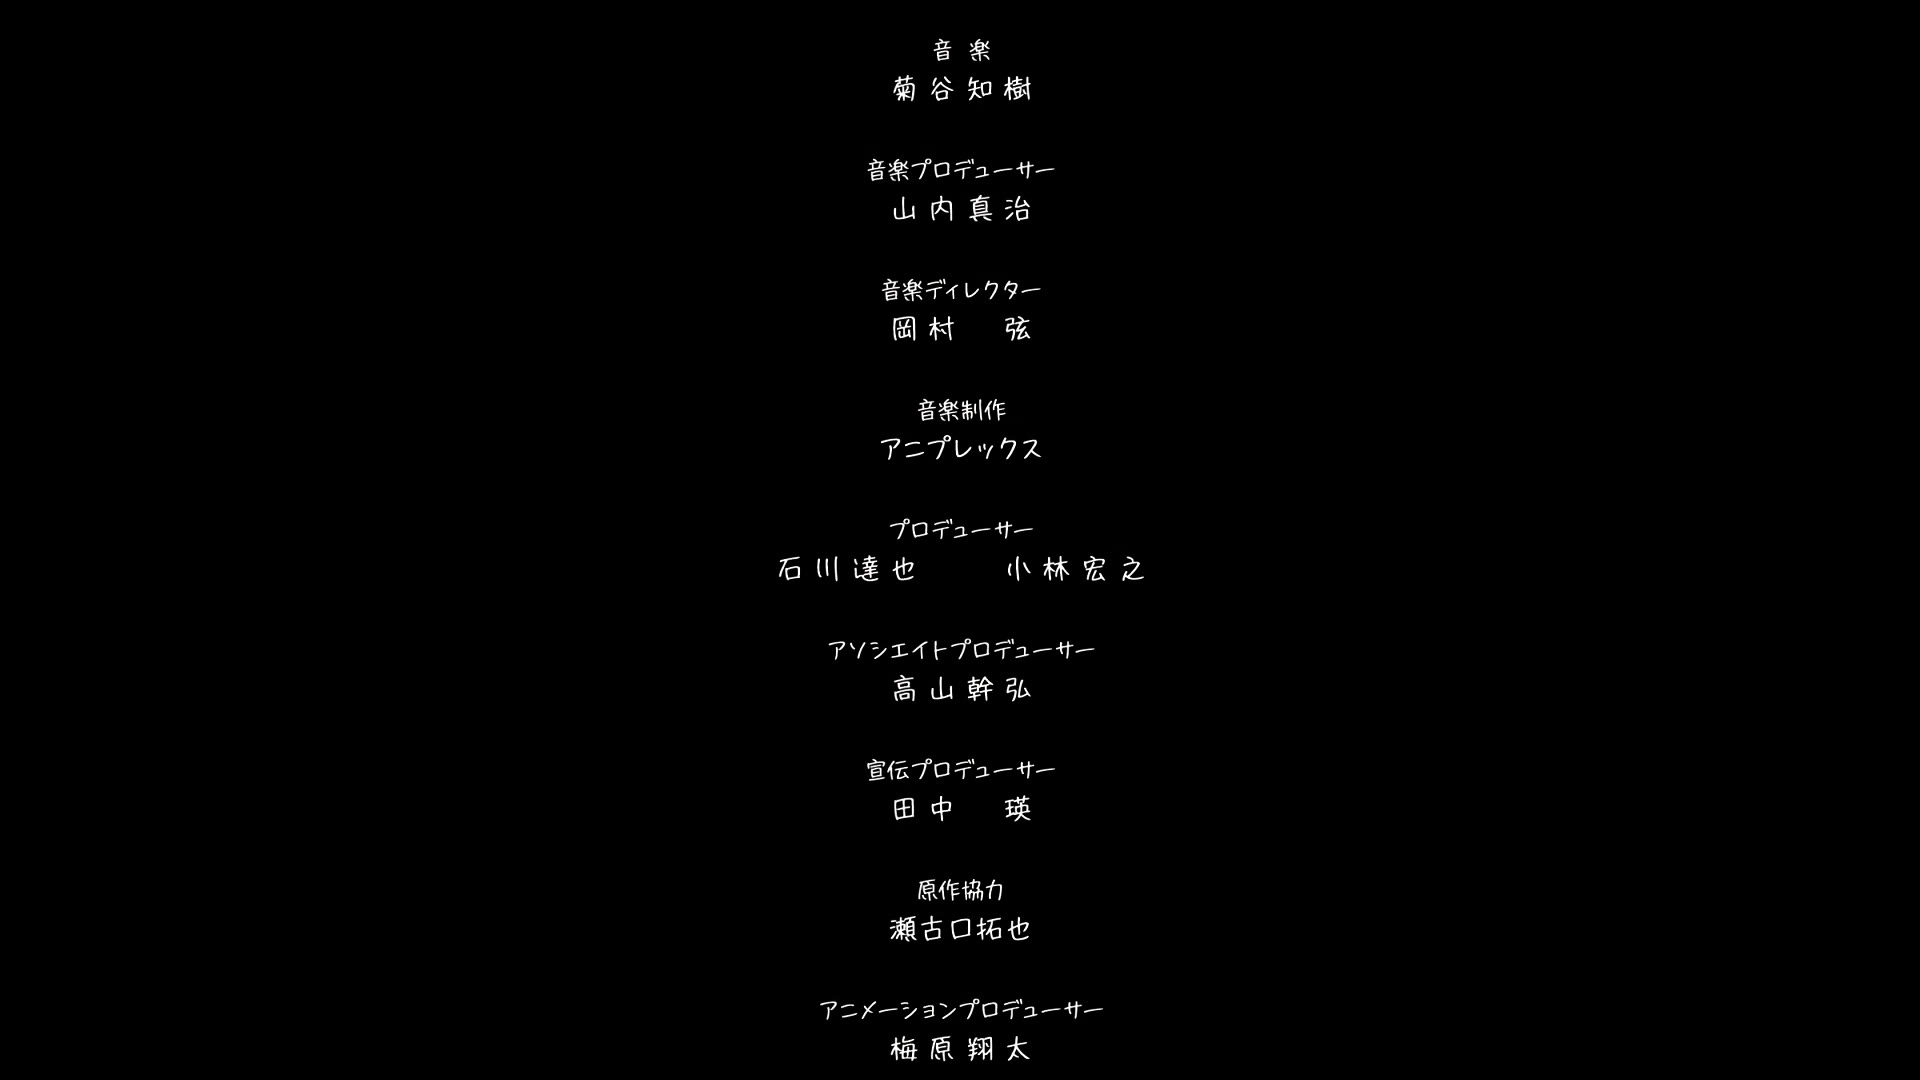 音 楽
菊 谷 知 樹
音楽プロデューサー
山 内 真 治
音楽ディレクター
岡 村　弦
音楽制作
アニプレックス
プロデューサー
石 川 達 也　　小 林 宏 之
アソシエイトプロデューサー
高 山 幹 弘
宣伝プロデューサー
田 中　瑛
原作協力
瀬古口拓也
アニメーションプロデューサー
梅 原 翔 太